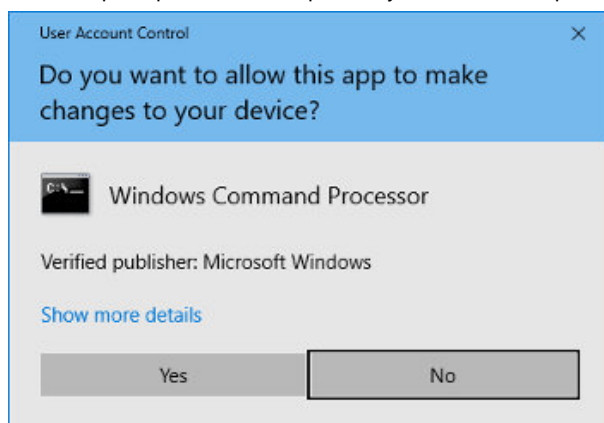 User Account Control
Do you want to allow this app to make
changes to your device?
C:\
Windows Command Processor
Verified publisher: Microsoft Windows
Show more details
Yes
No